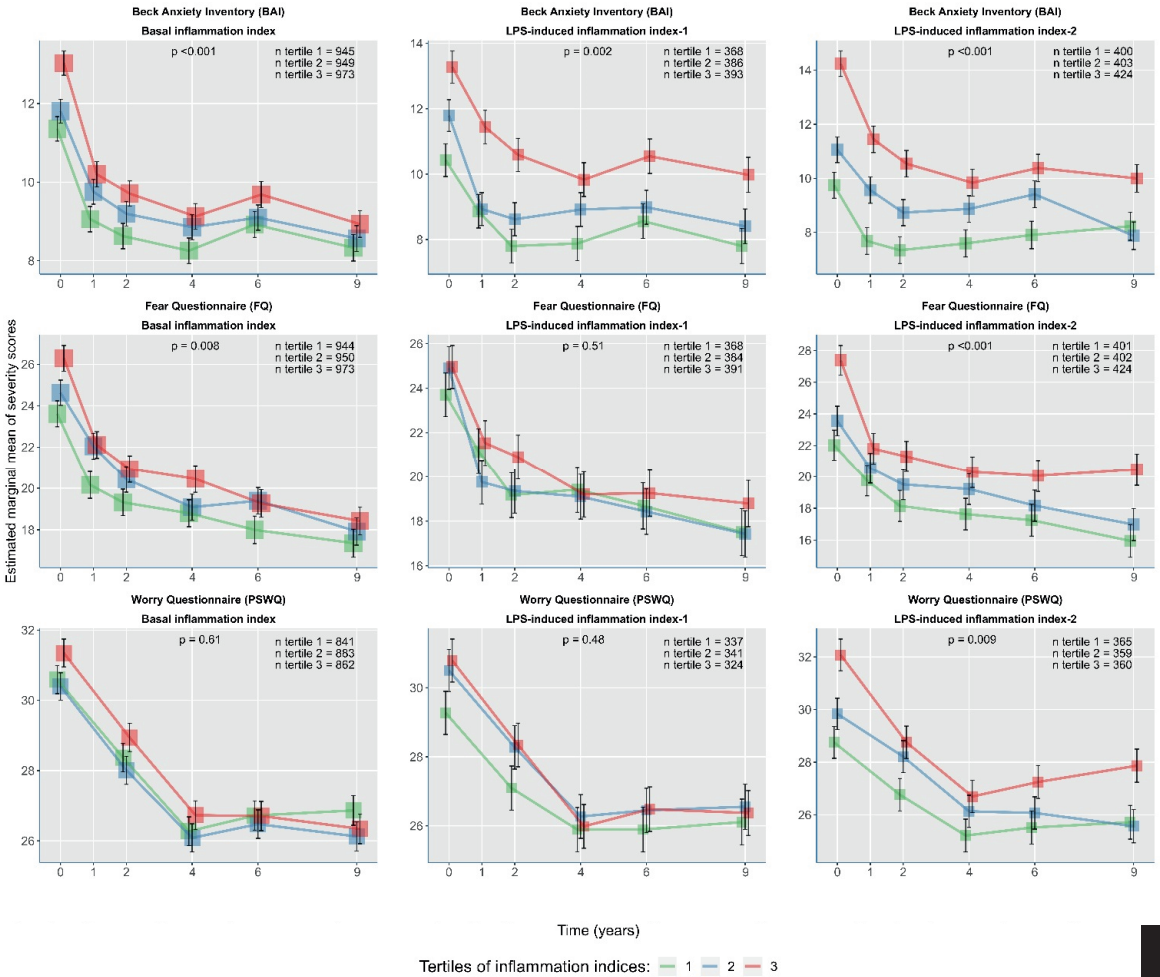 Beck Anxiety Inventory (BAI)
Basal inflammation index
p <0.001
n tertile 1 = 945
n tertile 2 = 949
n tertile 3 = 973
12
10
8
0 1 2 4 6 9
Beck Anxiety Inventory (BAI)
LPS-induced inflammation index-1
p = 0.002
n tertile 1 = 368
n tertile 2 = 386
n tertile 3 = 393
14
12
10
8
0 1 2 4 6 9
Beck Anxiety Inventory (BAI)
LPS-induced inflammation index-2
p <0.001
n tertile 1 = 400
n tertile 2 = 403
n tertile 3 = 424
14
12
10
8
0 1 2 4 6 9
Estimated marginal mean of severity scores
Fear Questionnaire (FQ)
Basal inflammation index
p = 0.008
n tertile 1 = 944
n tertile 2 = 950
n tertile 3 = 973
26
24
22
20
18
0 1 2 4 6 9
Fear Questionnaire (FQ)
LPS-induced inflammation index-1
p = 0.51
n tertile 1 = 368
n tertile 2 = 384
n tertile 3 = 391
26
24
22
20
18
16
0 1 2 4 6 9
Fear Questionnaire (FQ)
LPS-induced inflammation index-2
p <0.001
n tertile 1 = 401
n tertile 2 = 402
n tertile 3 = 424
28
26
24
22
20
18
16
0 1 2 4 6 9
Worry Questionnaire (PSWQ)
Basal inflammation index
p = 0.61
n tertile 1 = 841
n tertile 2 = 883
n tertile 3 = 862
32
30
28
26
0 1 2 4 6 9
Worry Questionnaire (PSWQ)
LPS-induced inflammation index-1
p = 0.48
n tertile 1 = 337
n tertile 2 = 341
n tertile 3 = 324
30
28
26
0 1 2 4 6 9
Worry Questionnaire (PSWQ)
LPS-induced inflammation index-2
p = 0.009
n tertile 1 = 365
n tertile 2 = 359
n tertile 3 = 360
32
30
28
26
0 1 2 4 6 9
Time (years)
Tertiles of inflammation indices: 1 2 3